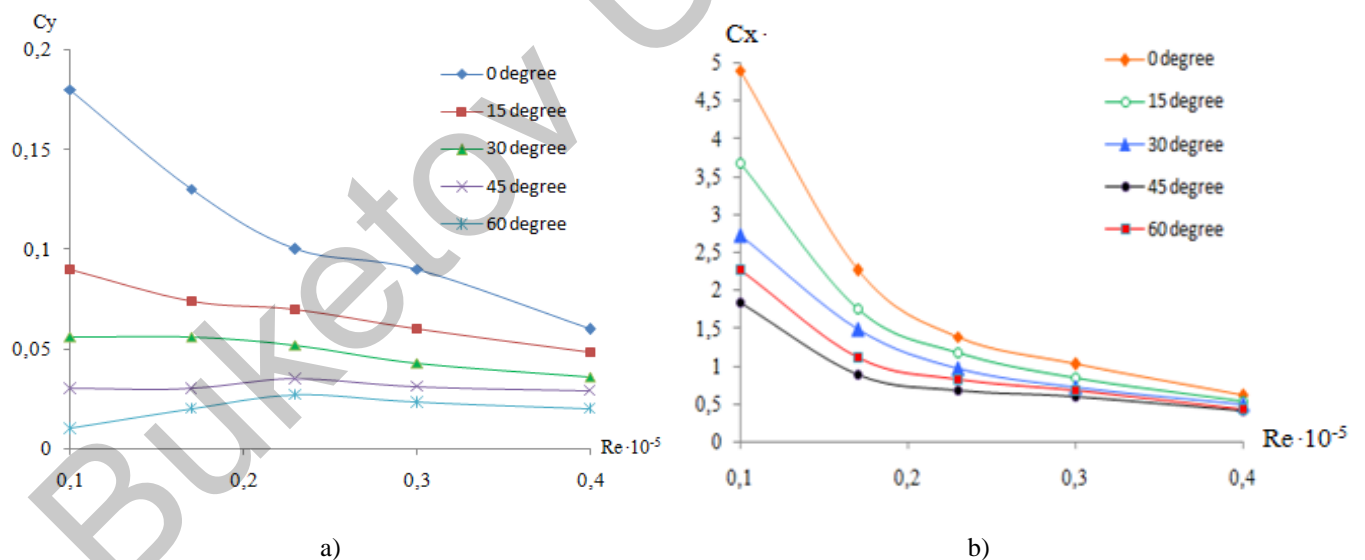 Cy
0,2
0,15
0,1
0,05
0
0,1
0,2
0,3
0,4
Re·10⁻⁵
0 degree
15 degree
30 degree
45 degree
60 degree
a)
Cx·
5
4,5
4
3,5
3
2,5
2
1,5
1
0,5
0
0,1
0,2
0,3
0,4
Re·10⁻⁵
0 degree
15 degree
30 degree
45 degree
60 degree
b)
Buketov